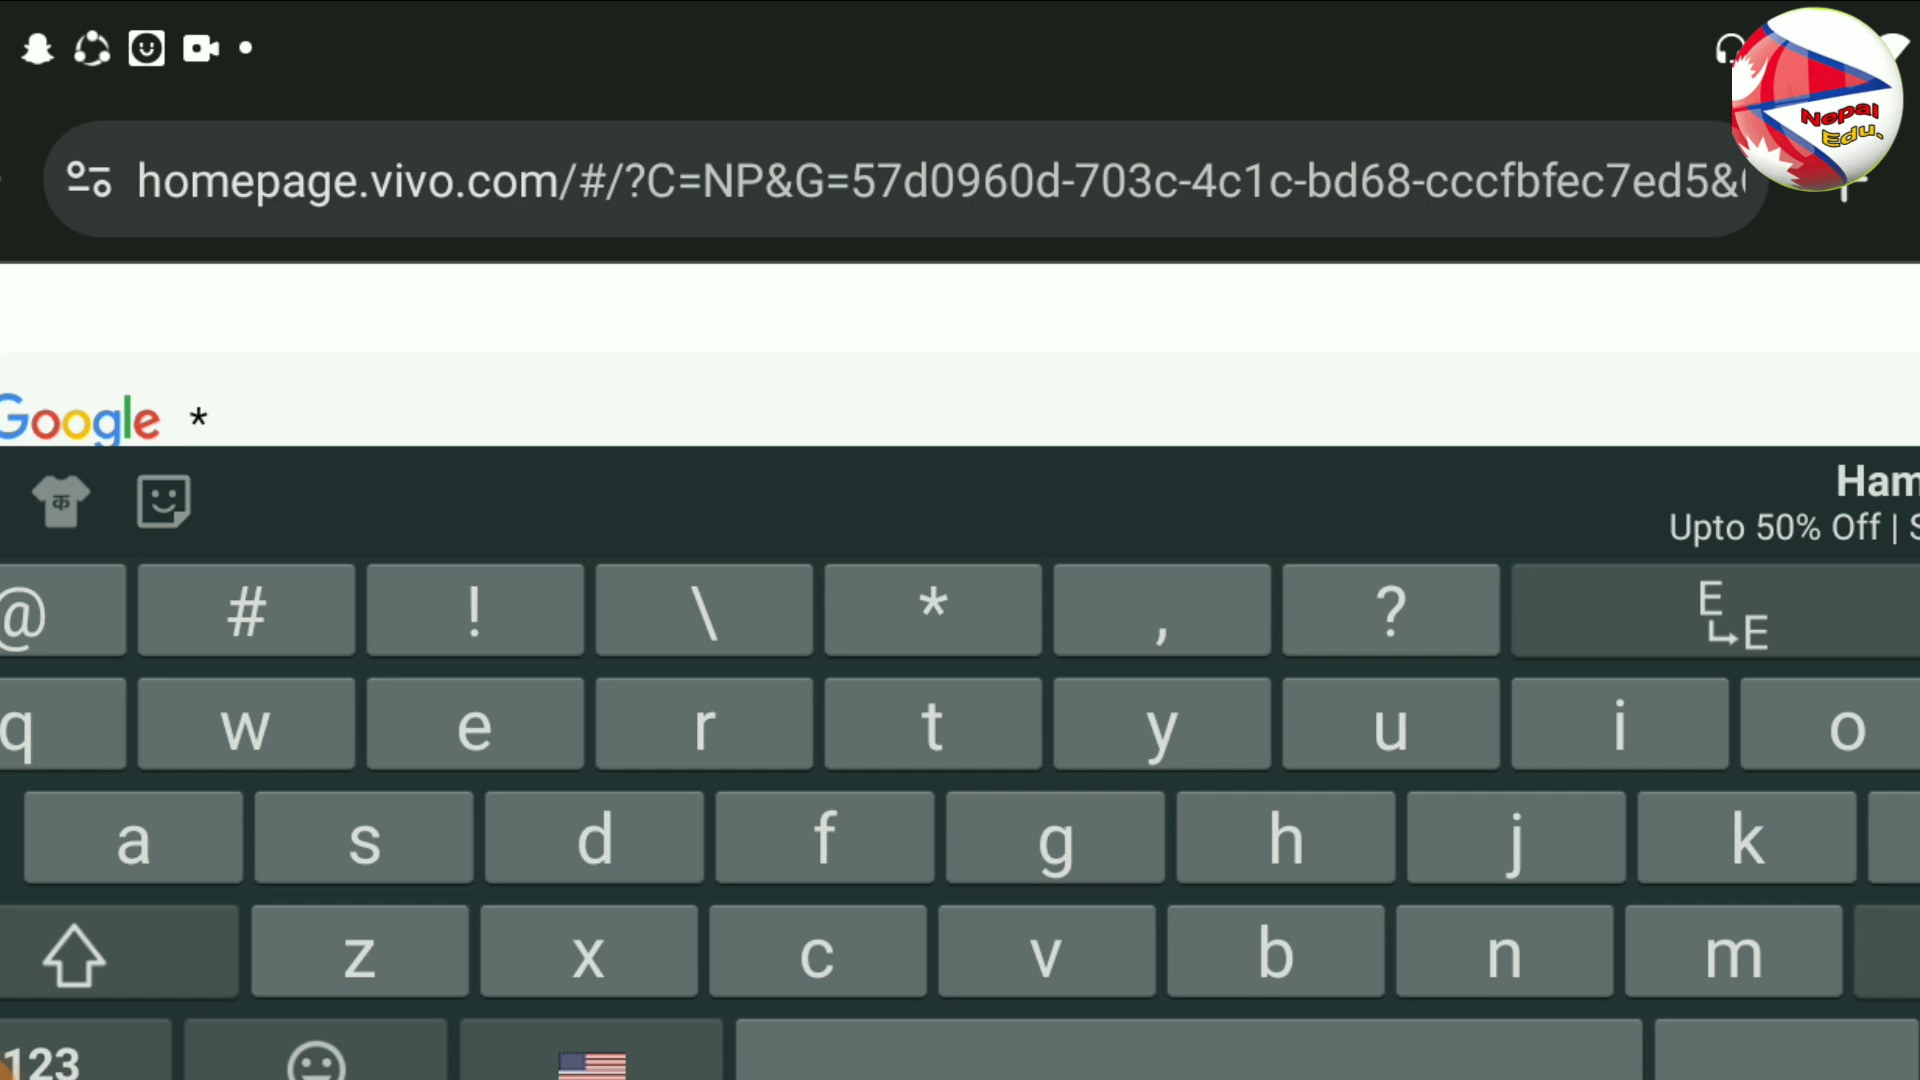 Nepal
Edu.
homepage.vivo.com/#/?C=NP&G=57d0960d-703c-4c1c-bd68-cccfbfec7ed5&
Google *
क
Ham
Upto 50% Off | S
@ # ! \ * , ? E E
q w e r t y u i o
a s d f g h j k
z x c v b n m
123